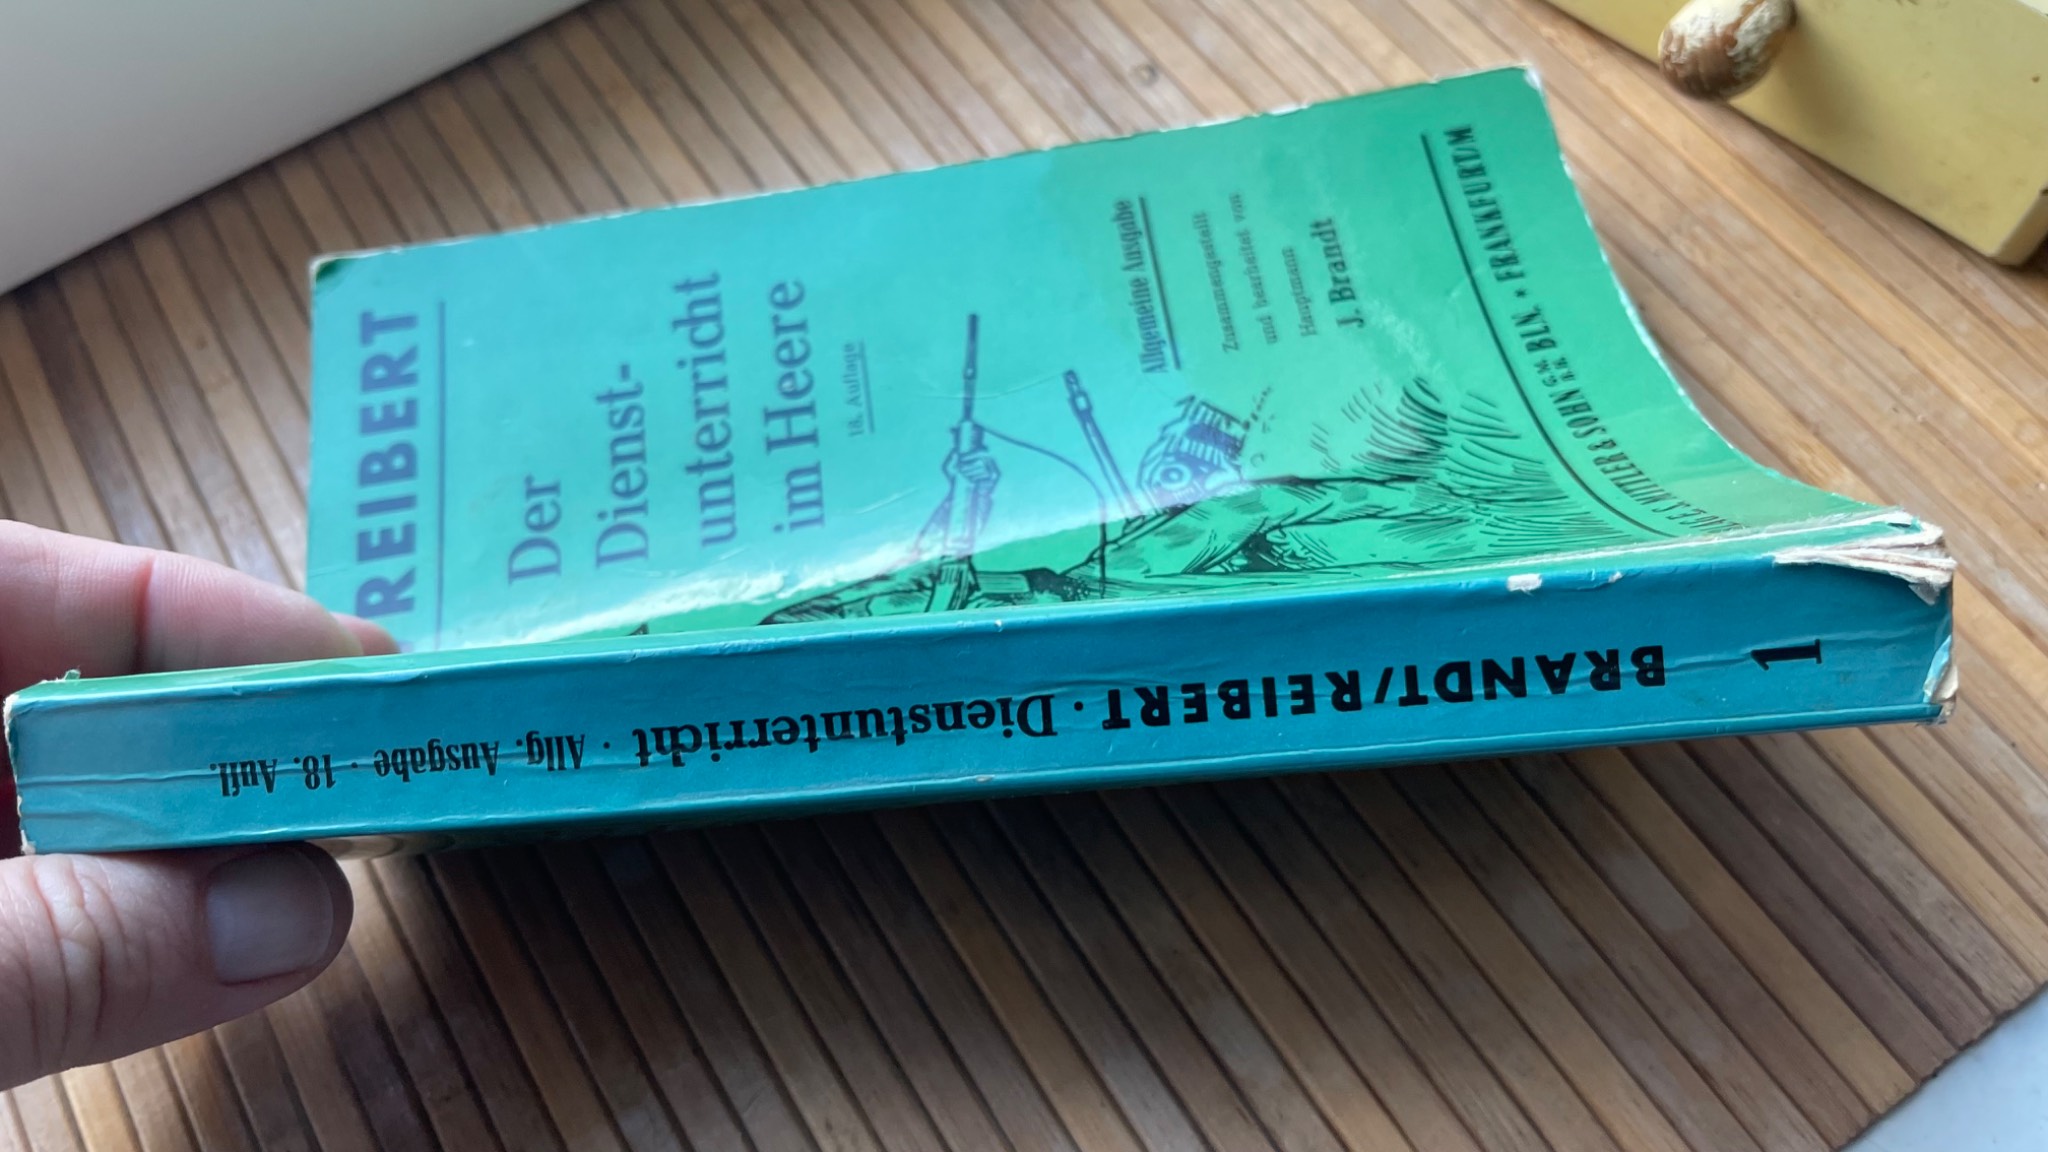 REIBERT
Der
Dienst-
unterricht
im Heere
18. Auflage
Allgemeine Ausgabe
Zusammengestellt
und bearbeitet von
Hauptmann
J. Brandt
E. S. MITTLER & SOHN G.M.B.H. BLN. * FRANKFURT/M
1 BRANDT/REIBERT · Dienstunterricht · Allg. Ausgabe · 18. Aufl.